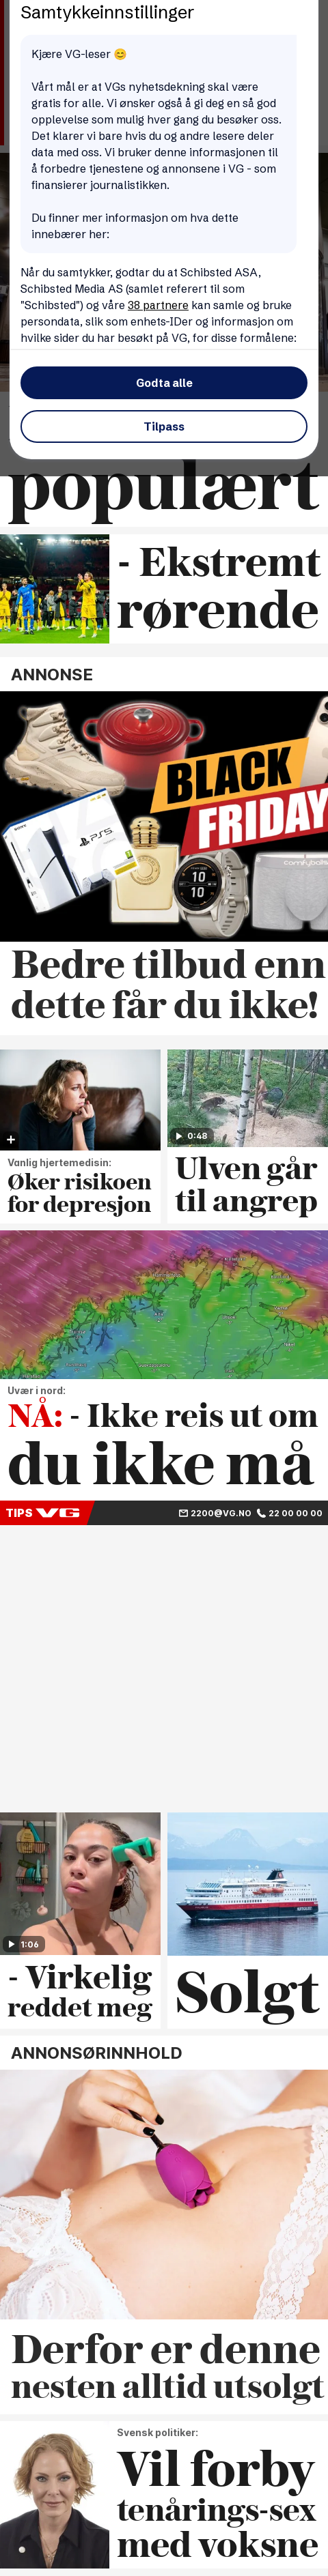 Samtykkeinnstillinger
Kjære VG-leser 😊
Vårt mål er at VGs nyhetsdekning skal være
gratis for alle. Vi ønsker også å gi deg en så god
opplevelse som mulig hver gang du besøker oss.
Det klarer vi bare hvis du og andre lesere deler
data med oss. Vi bruker denne informasjonen til
å forbedre tjenestene og annonsene i VG - som
finansierer journalistikken.
Du finner mer informasjon om hva dette
innebærer her:
Når du samtykker, godtar du at Schibsted ASA,
Schibsted Media AS (samlet referert til som
"Schibsted") og våre 38 partnere kan samle og bruke
persondata, slik som enhets-IDer og informasjon om
hvilke sider du har besøkt på VG, for disse formålene:
Godta alle
Tilpass
populært
- Ekstremt
rørende
ANNONSE
BLACK
FRIDAY
PS5
comfyballs
Bedre tilbud enn
dette får du ikke!
Vanlig hjertemedisin:
Øker risikoen
for depresjon
0:48
Ulven går
til angrep
Uvær i nord:
NÅ: - Ikke reis ut om
du ikke må
TIPS VG
2200@VG.NO
22 00 00 00
1:06
- Virkelig
reddet meg
Solgt
ANNONSØRINNHOLD
Derfor er denne
nesten alltid utsolgt
Svensk politiker:
Vil forby
tenårings-sex
med voksne